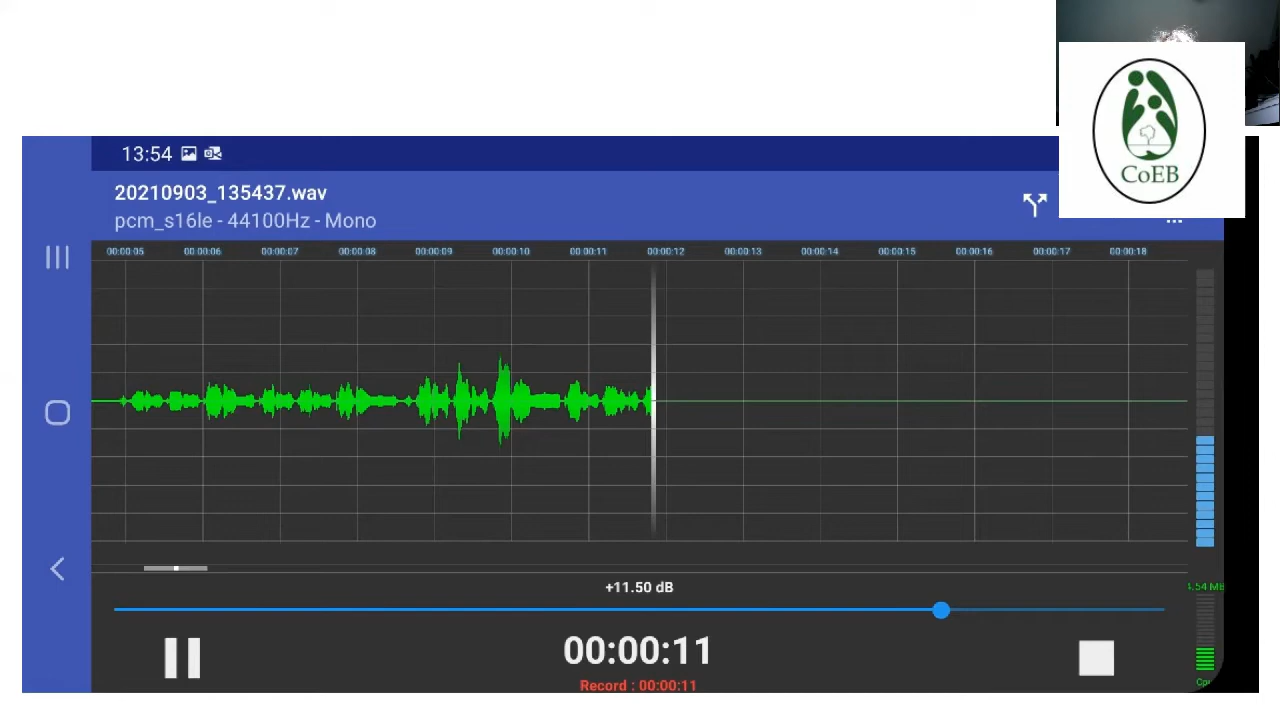 13:54
20210903_135437.wav
pcm_s16le - 44100Hz - Mono
CoEB
00:00:05 00:00:06 00:00:07 00:00:08 00:00:09 00:00:10 00:00:11 00:00:12 00:00:13 00:00:14 00:00:15 00:00:16 00:00:17 00:00:18
+11.50 dB
4.54 MB
00:00:11
Record : 00:00:11